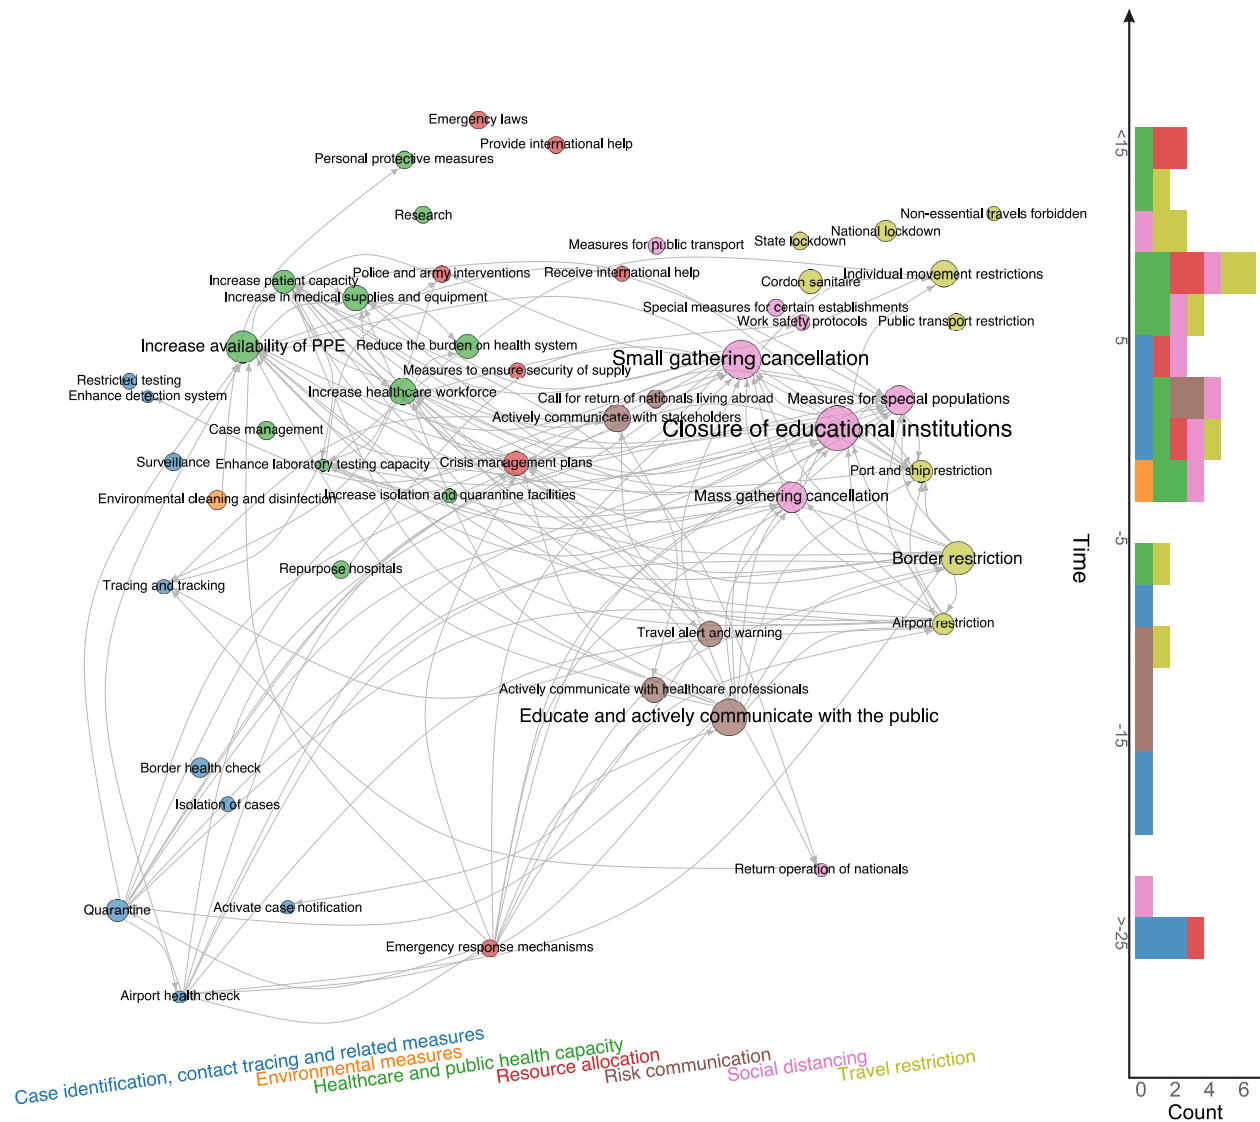 Emergency laws
Provide international help
Personal protective measures
Research
Non-essential travels forbidden
National lockdown
State lockdown
Measures for public transport
Police and army interventions
Receive international help
Individual movement restrictions
Increase patient capacity
Cordon sanitaire
Increase in medical supplies and equipment
Special measures for certain establishments
Work safety protocols
Public transport restriction
Increase availability of PPE
Reduce the burden on health system
Small gathering cancellation
Measures to ensure security of supply
Restricted testing
Enhance detection system
Increase healthcare workforce
Call for return of nationals living abroad
Measures for special populations
Actively communicate with stakeholders
Case management
Closure of educational institutions
Surveillance
Enhance laboratory testing capacity
Crisis management plans
Port and ship restriction
Environmental cleaning and disinfection
Increase isolation and quarantine facilities
Mass gathering cancellation
Border restriction
Repurpose hospitals
Tracing and tracking
Airport restriction
Travel alert and warning
Actively communicate with healthcare professionals
Educate and actively communicate with the public
Border health check
Isolation of cases
Return operation of nationals
Quarantine
Activate case notification
Emergency response mechanisms
Airport health check
Case identification, contact tracing and related measures
Environmental measures
Healthcare and public health capacity
Resource allocation
Risk communication
Social distancing
Travel restriction
<15
5
-5
-15
>-25
Time
0 2 4 6
Count